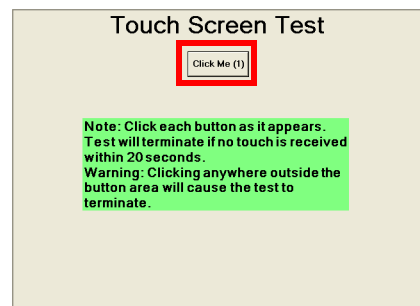 Touch Screen Test
Click Me (1)
Note: Click each button as it appears.
Test will terminate if no touch is received
within 20 seconds.
Warning: Clicking anywhere outside the
button area will cause the test to
terminate.